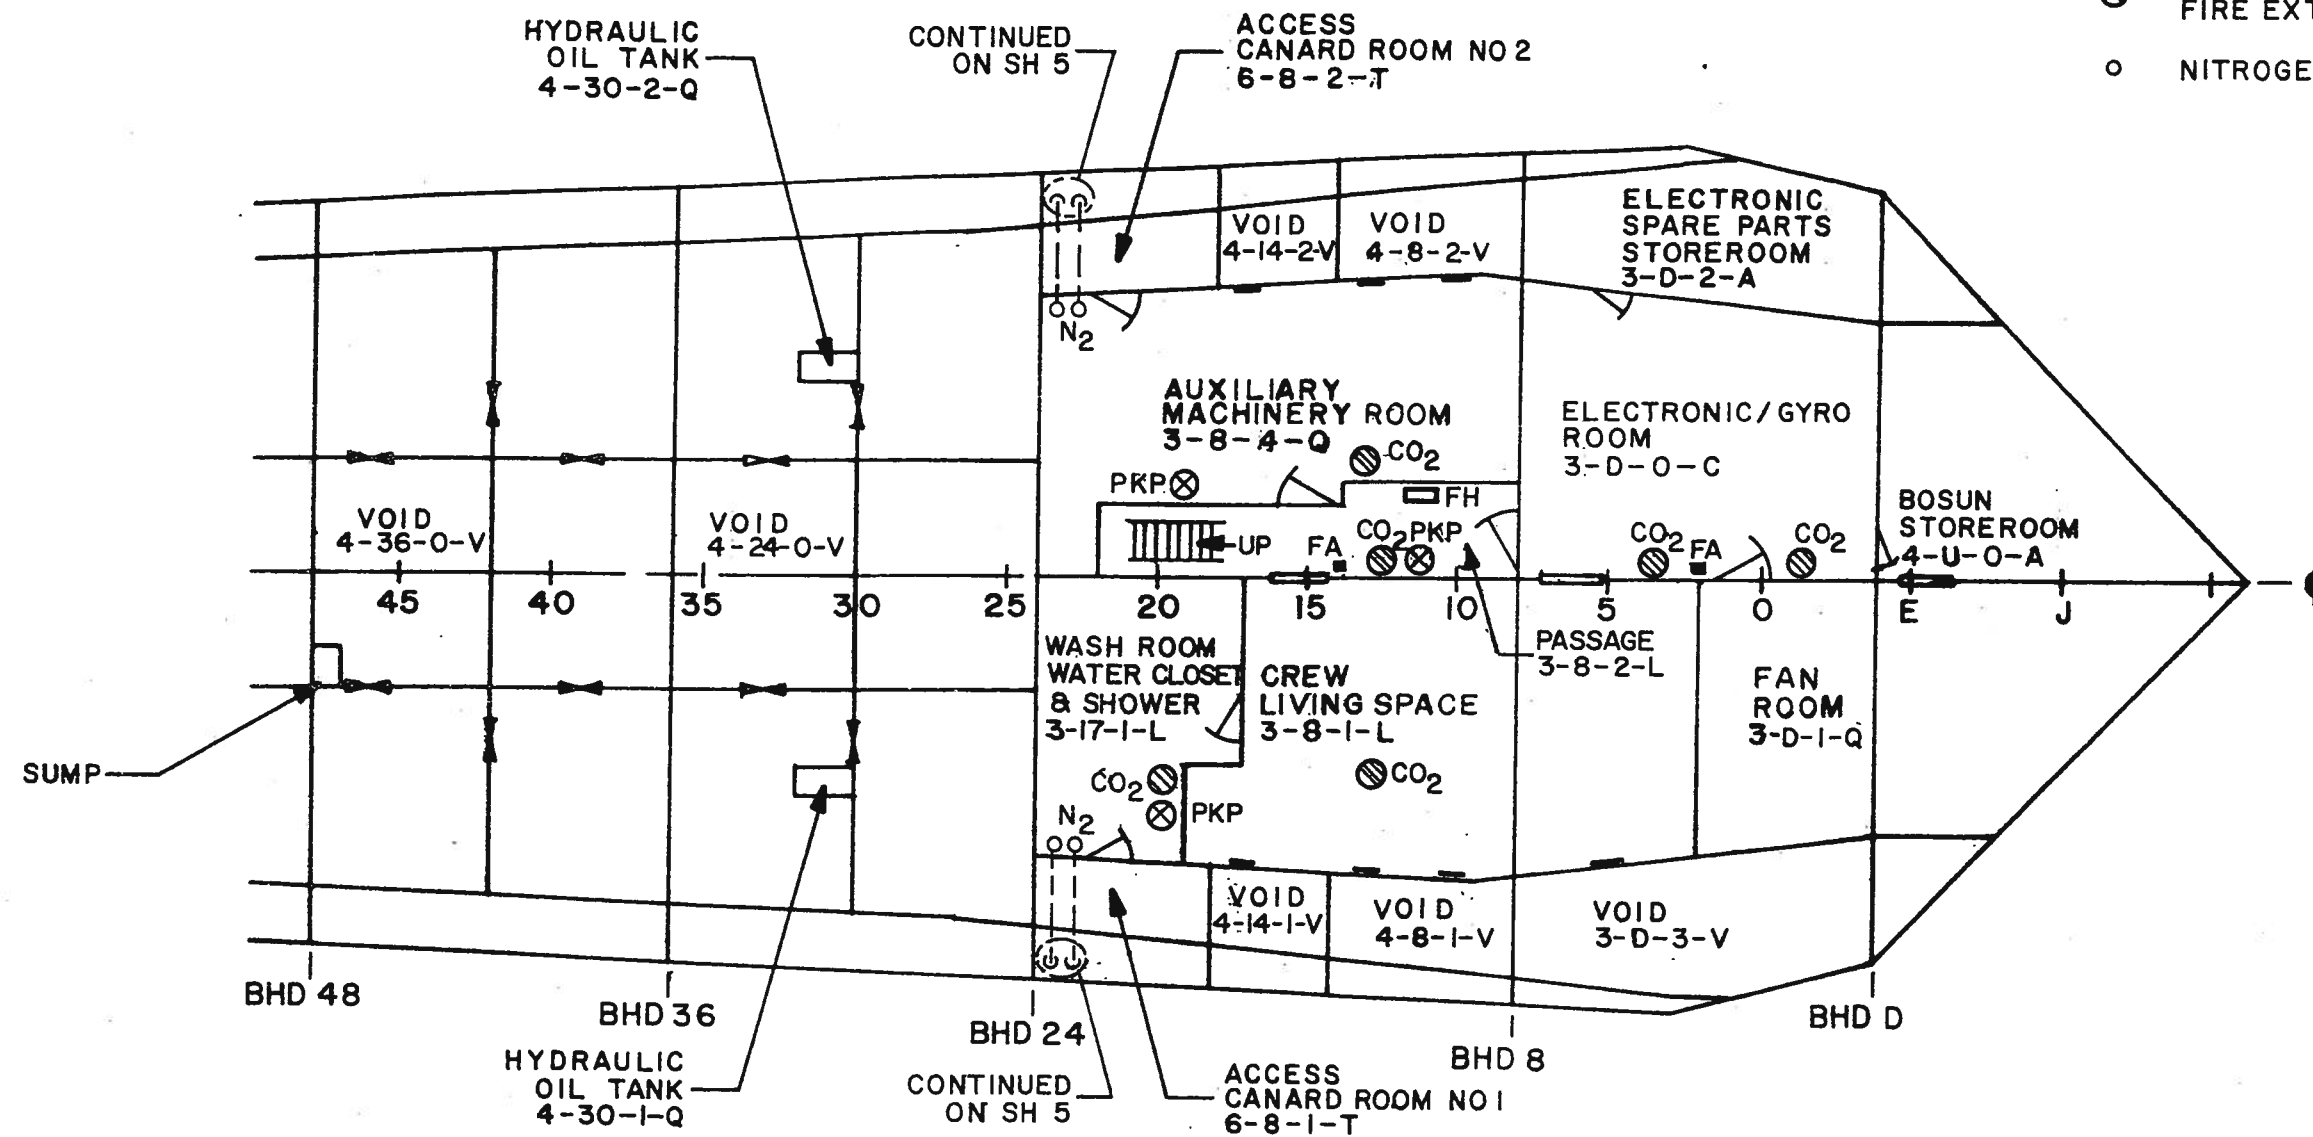 HYDRAULIC
OIL TANK
4-30-2-Q
CONTINUED
ON SH 5
ACCESS
CANARD ROOM NO 2
6-8-2-T
FIRE EXT
NITROGE
VOID
4-14-2-V
VOID
4-8-2-V
ELECTRONIC
SPARE PARTS
STOREROOM
3-D-2-A
N2
AUXILIARY
MACHINERY ROOM
3-8-4-Q
CO2
PKP
FH
ELECTRONIC/GYRO
ROOM
3-D-0-C
BOSUN
STOREROOM
4-U-0-A
VOID
4-36-0-V
VOID
4-24-0-V
UP
FA
CO2 PKP
CO2
FA
CO2
45
40
35
30
25
20
15
10
5
0
E
J
PASSAGE
3-8-2-L
WASH ROOM
WATER CLOSET
& SHOWER
3-17-1-L
CREW
LIVING SPACE
3-8-1-L
FAN
ROOM
3-D-1-Q
SUMP
CO2
PKP
CO2
N2
VOID
4-14-1-V
VOID
4-8-1-V
VOID
3-D-3-V
BHD 48
BHD 36
BHD 24
BHD 8
BHD D
HYDRAULIC
OIL TANK
4-30-1-Q
CONTINUED
ON SH 5
ACCESS
CANARD ROOM NO 1
6-8-1-T